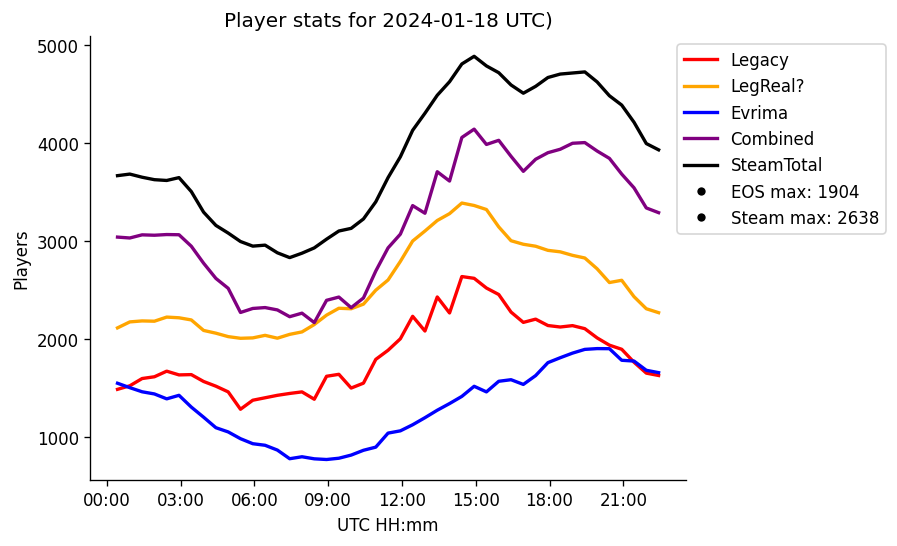 Player stats for 2024-01-18 UTC)
5000
4000
3000
2000
1000
Players
00:00 03:00 06:00 09:00 12:00 15:00 18:00 21:00
UTC HH:mm
Legacy
LegReal?
Evrima
Combined
SteamTotal
EOS max: 1904
Steam max: 2638